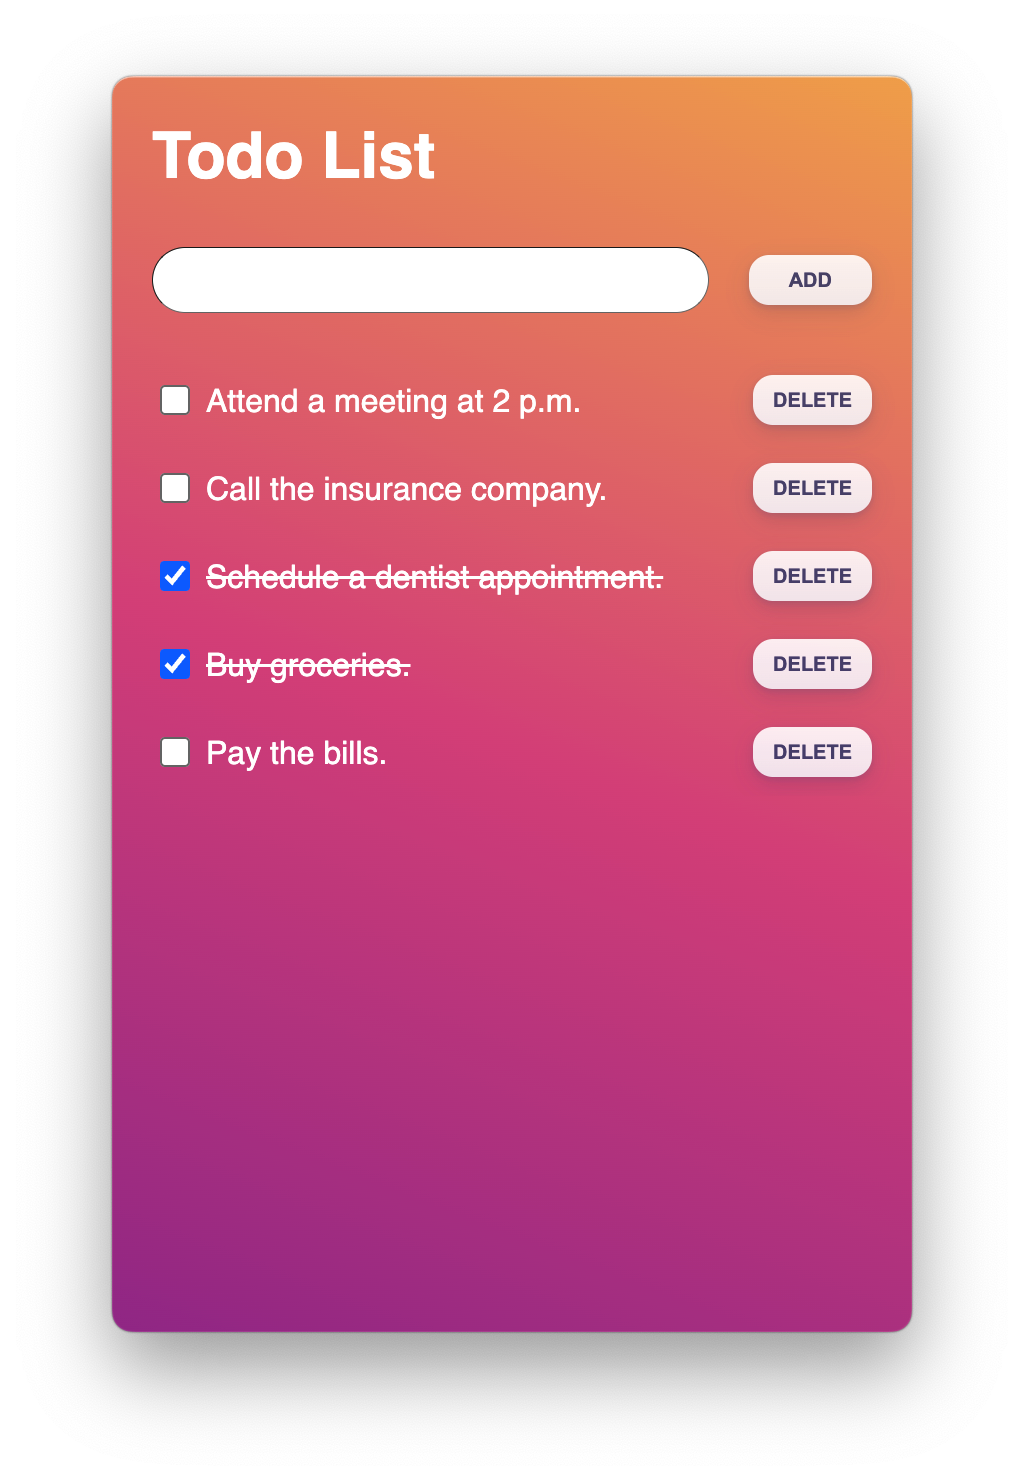 Todo List
ADD
Attend a meeting at 2 p.m. DELETE
Call the insurance company. DELETE
Schedule a dentist appointment. DELETE
Buy groceries. DELETE
Pay the bills. DELETE